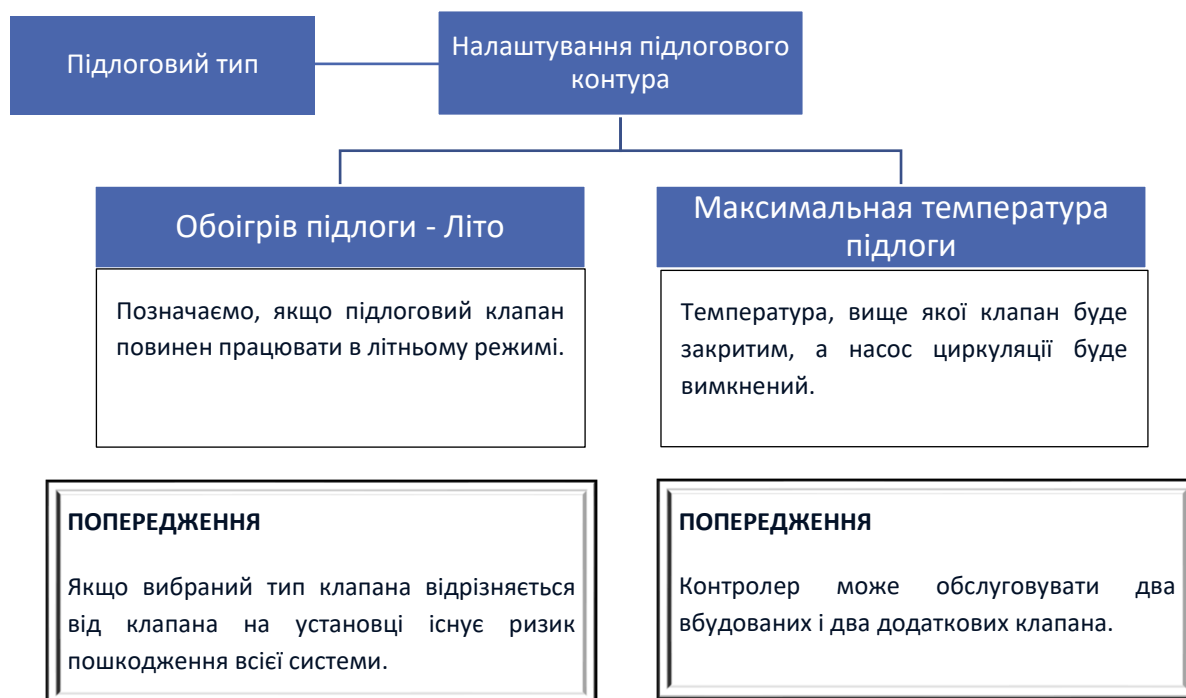 Підлоговий тип
Налаштування підлогового
контура
Обоігрів підлоги - Літо
Позначаємо, якщо підлоговий клапан
повинен працювати в літньому режимі.
Максимальная температура
підлоги
Температура, вище якої клапан буде
закритим, а насос циркуляції буде
вимкнений.
ПОПЕРЕДЖЕННЯ
Якщо вибраний тип клапана відрізняється
від клапана на установці існує ризик
пошкодження всієї системи.
ПОПЕРЕДЖЕННЯ
Контролер може обслуговувати два
вбудованих і два додаткових клапана.